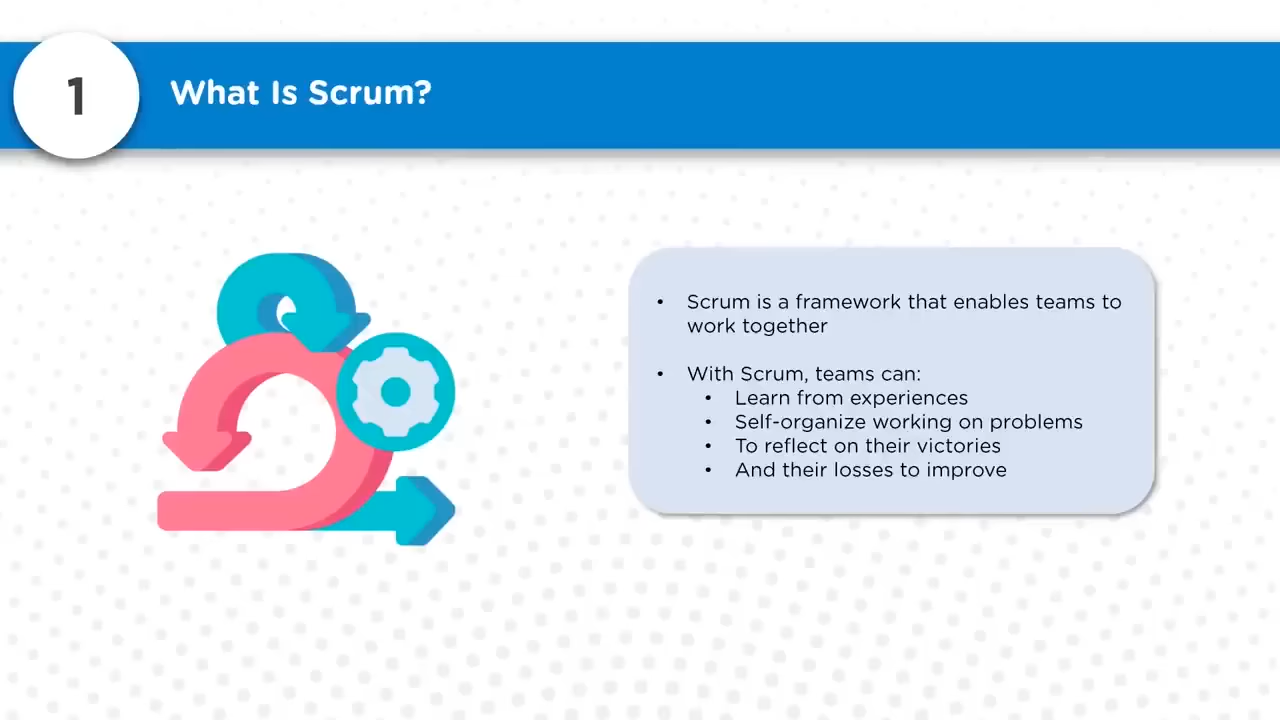 1
What Is Scrum?
• Scrum is a framework that enables teams to
work together
• With Scrum, teams can:
• Learn from experiences
• Self-organize working on problems
• To reflect on their victories
• And their losses to improve